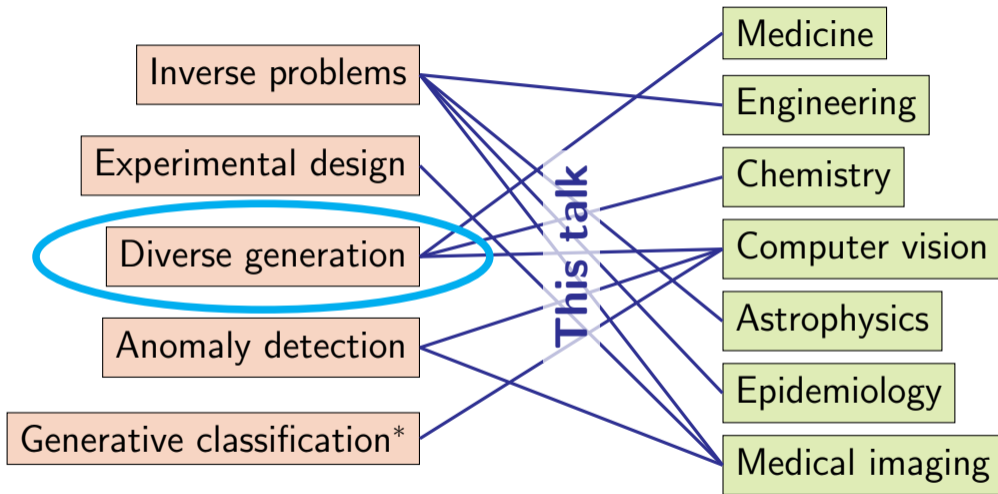 Inverse problems
Experimental design
Diverse generation
Anomaly detection
Generative classification*
This talk
Medicine
Engineering
Chemistry
Computer vision
Astrophysics
Epidemiology
Medical imaging